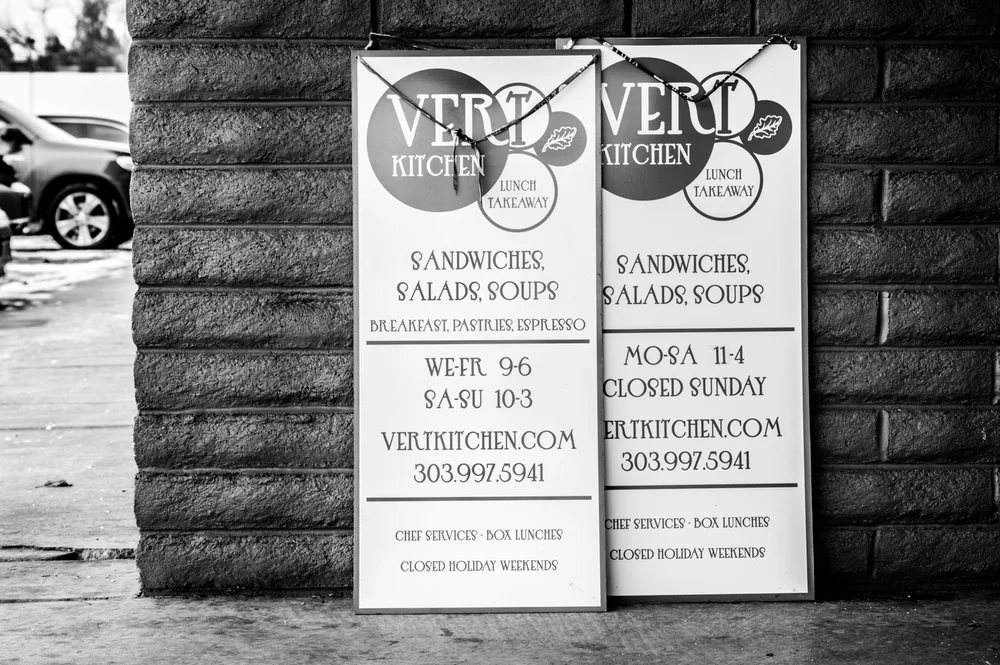 VERT
KITCHEN
LUNCH
TAKEAWAY
SANDWICHES,
SALADS, SOUPS
BREAKFAST, PASTRIES, ESPRESSO
WE-FR 9-6
SA-SU 10-3
VERTKITCHEN.COM
303.997.5941
CHEF SERVICES · BOX LUNCHES
CLOSED HOLIDAY WEEKENDS
VERT
KITCHEN
LUNCH
TAKEAWAY
SANDWICHES,
SALADS, SOUPS
MO-SA 11-4
CLOSED SUNDAY
ERTKITCHEN.COM
303.997.5941
CHEF SERVICES · BOX LUNCHES
CLOSED HOLIDAY WEEKENDS